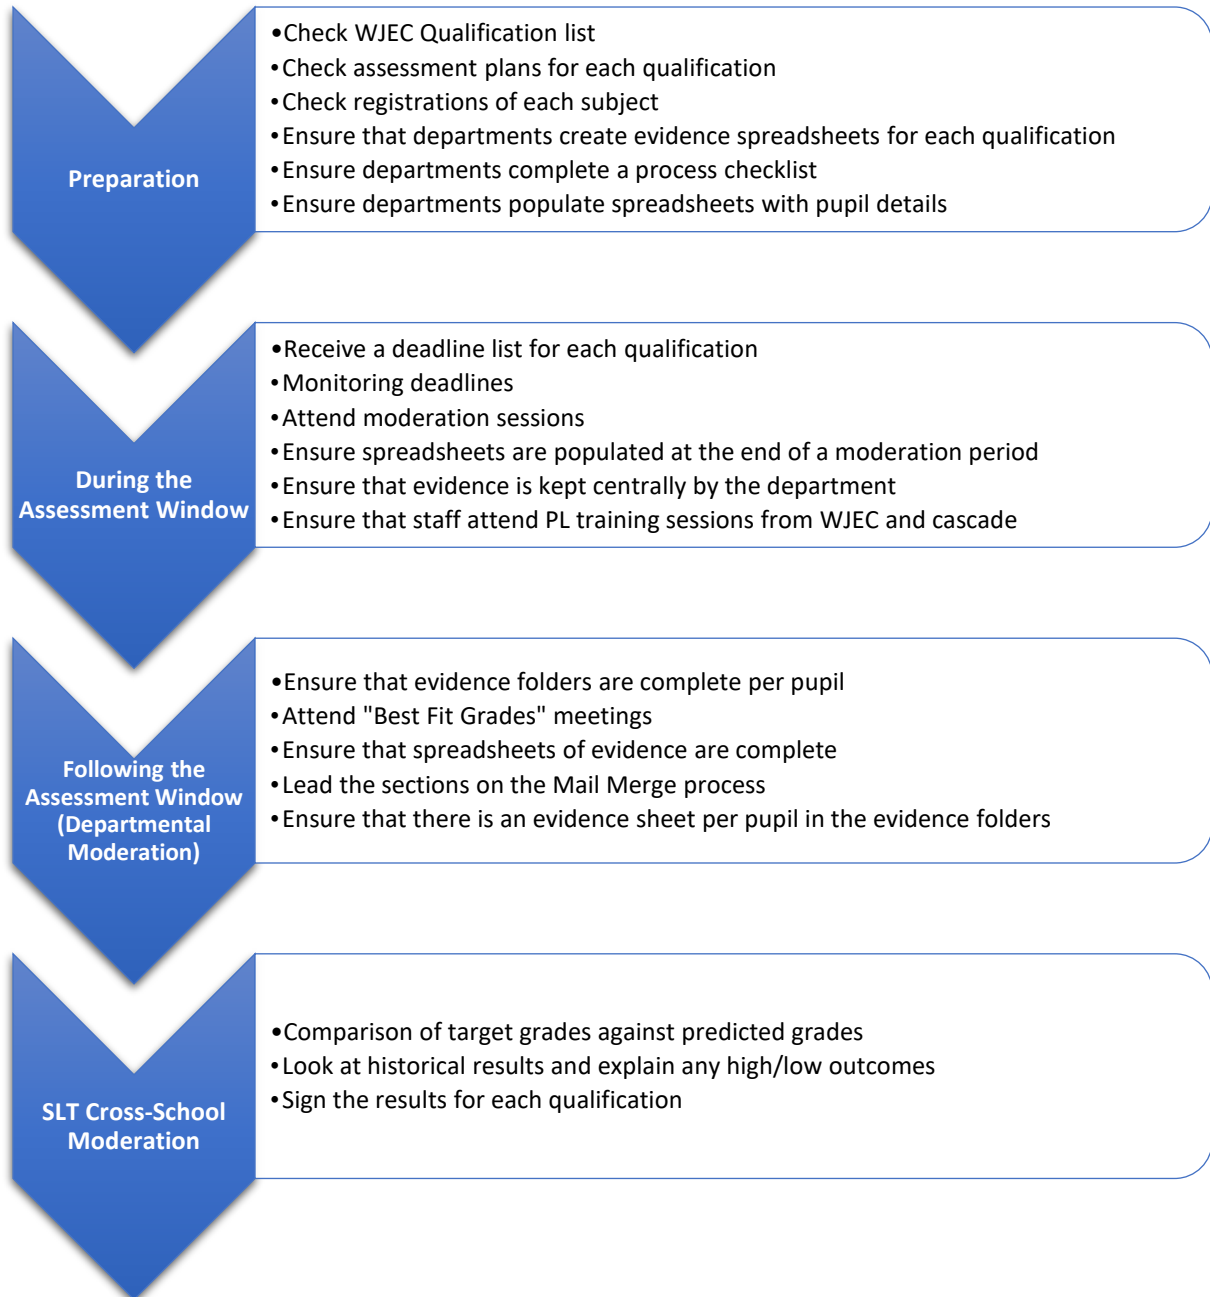 Preparation
•Check WJEC Qualification list
•Check assessment plans for each qualification
•Check registrations of each subject
•Ensure that departments create evidence spreadsheets for each qualification
•Ensure departments complete a process checklist
•Ensure departments populate spreadsheets with pupil details
During the
Assessment Window
•Receive a deadline list for each qualification
•Monitoring deadlines
•Attend moderation sessions
•Ensure spreadsheets are populated at the end of a moderation period
•Ensure that evidence is kept centrally by the department
•Ensure that staff attend PL training sessions from WJEC and cascade
Following the
Assessment Window
(Departmental
Moderation)
•Ensure that evidence folders are complete per pupil
•Attend "Best Fit Grades" meetings
•Ensure that spreadsheets of evidence are complete
•Lead the sections on the Mail Merge process
•Ensure that there is an evidence sheet per pupil in the evidence folders
SLT Cross-School
Moderation
•Comparison of target grades against predicted grades
•Look at historical results and explain any high/low outcomes
•Sign the results for each qualification